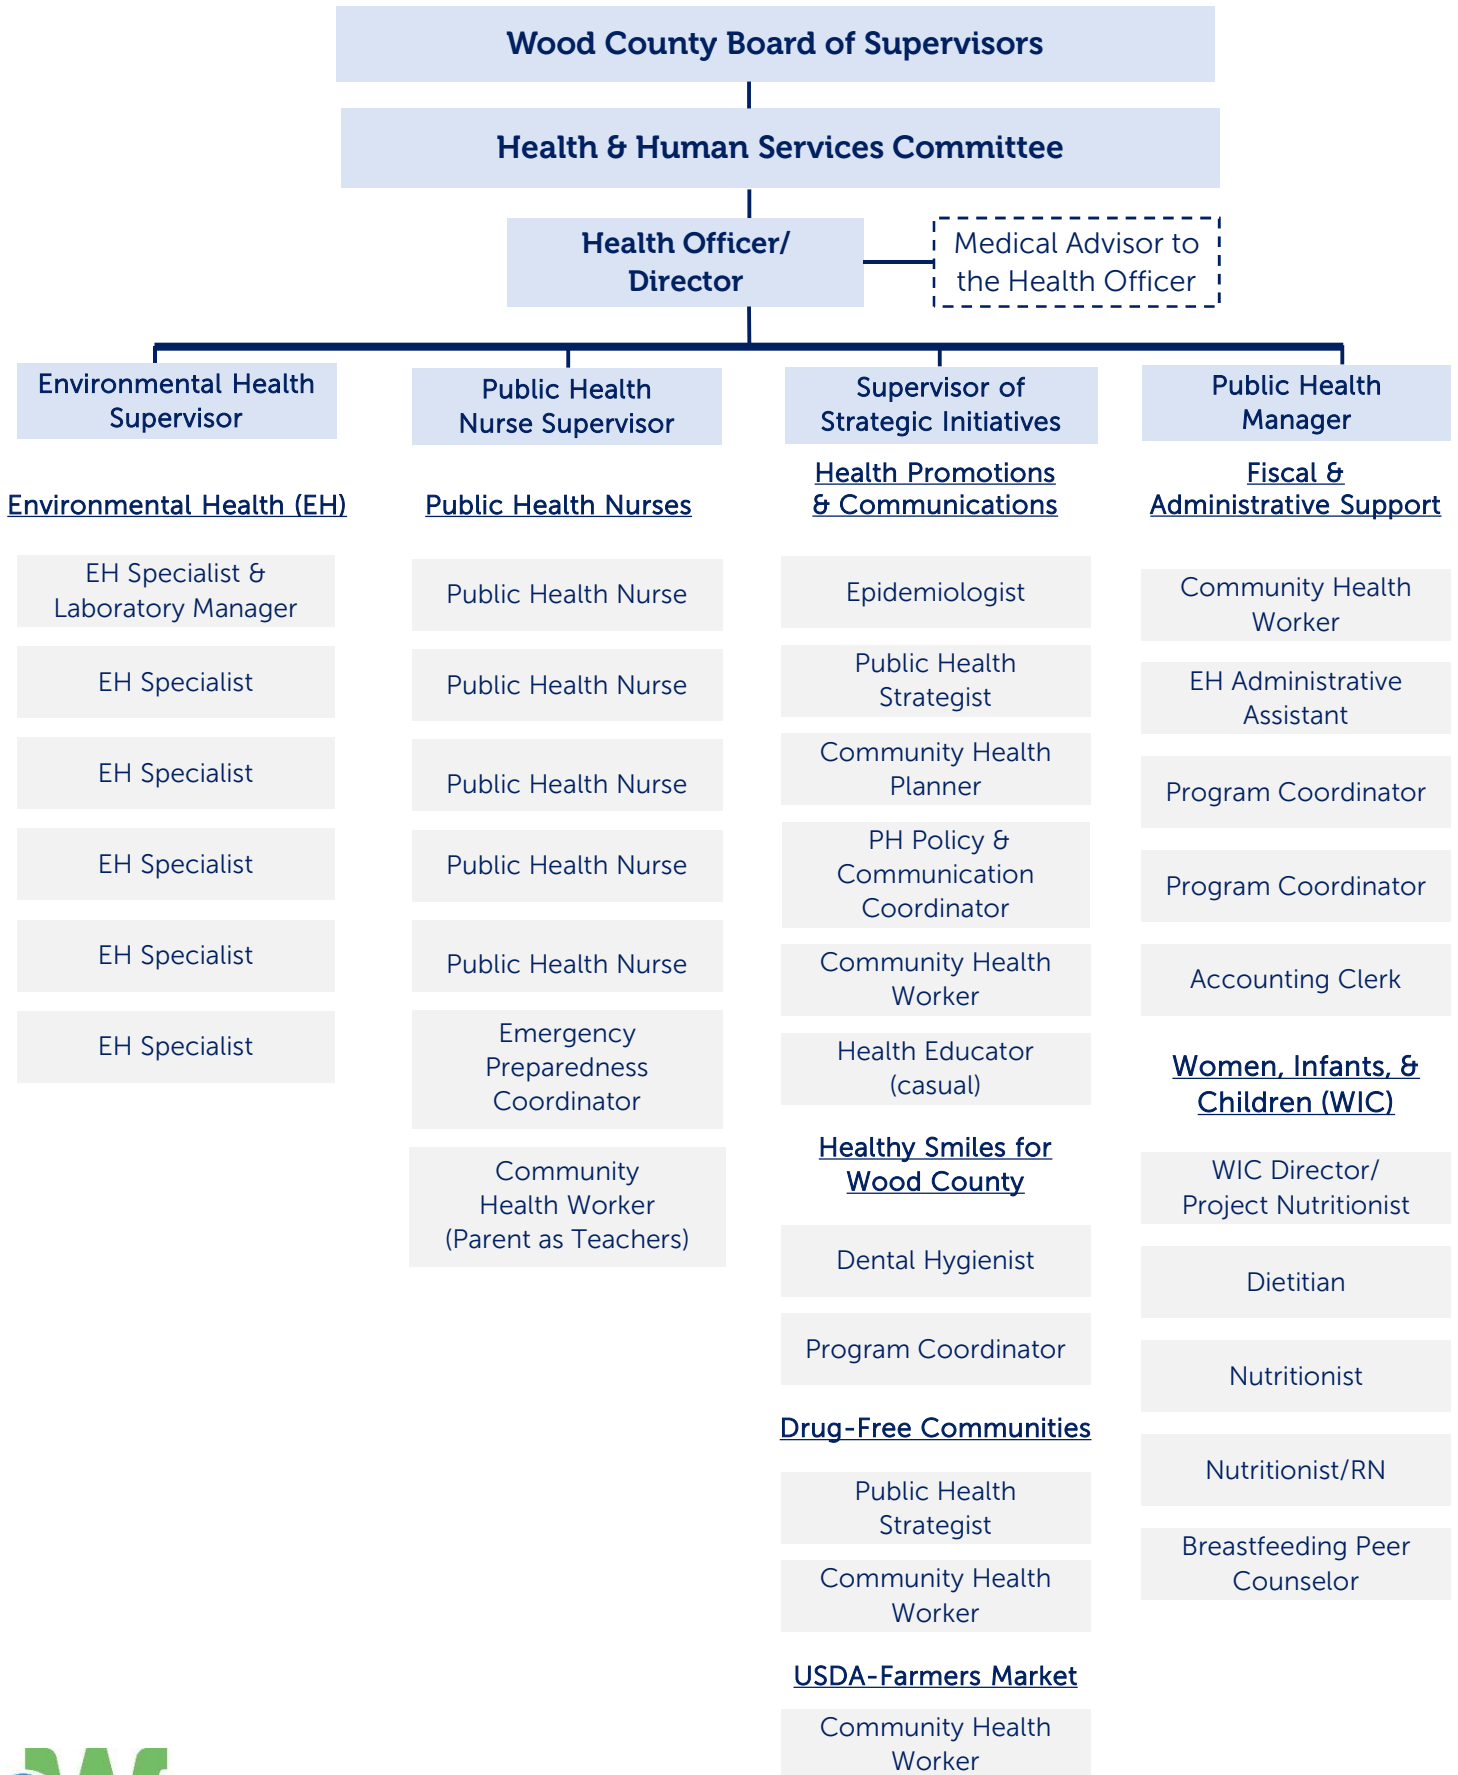 Wood County Board of Supervisors
Health & Human Services Committee
Health Officer/
Director
Medical Advisor to
the Health Officer
Environmental Health
Supervisor
Environmental Health (EH)
EH Specialist &
Laboratory Manager
EH Specialist
EH Specialist
EH Specialist
EH Specialist
EH Specialist
Public Health
Nurse Supervisor
Public Health Nurses
Public Health Nurse
Public Health Nurse
Public Health Nurse
Public Health Nurse
Public Health Nurse
Emergency
Preparedness
Coordinator
Community
Health Worker
(Parent as Teachers)
Supervisor of
Strategic Initiatives
Health Promotions
& Communications
Epidemiologist
Public Health
Strategist
Community Health
Planner
PH Policy &
Communication
Coordinator
Community Health
Worker
Health Educator
(casual)
Healthy Smiles for
Wood County
Dental Hygienist
Program Coordinator
Drug-Free Communities
Public Health
Strategist
Community Health
Worker
USDA-Farmers Market
Community Health
Worker
Public Health
Manager
Fiscal &
Administrative Support
Community Health
Worker
EH Administrative
Assistant
Program Coordinator
Program Coordinator
Accounting Clerk
Women, Infants, &
Children (WIC)
WIC Director/
Project Nutritionist
Dietitian
Nutritionist
Nutritionist/RN
Breastfeeding Peer
Counselor